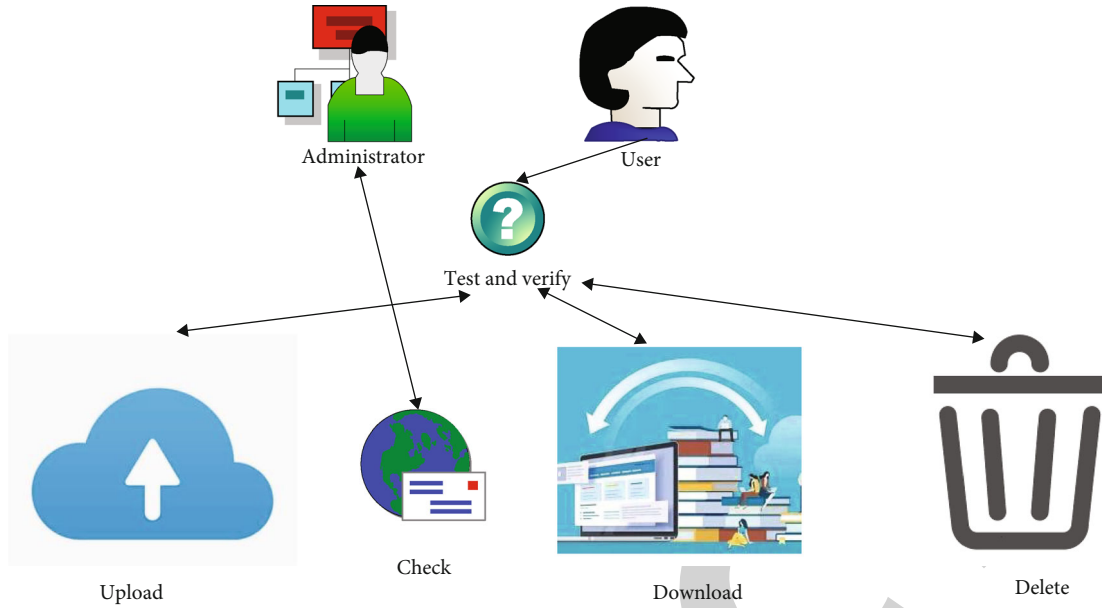 Administrator
User
?
Test and verify
Upload
Check
Download
Delete